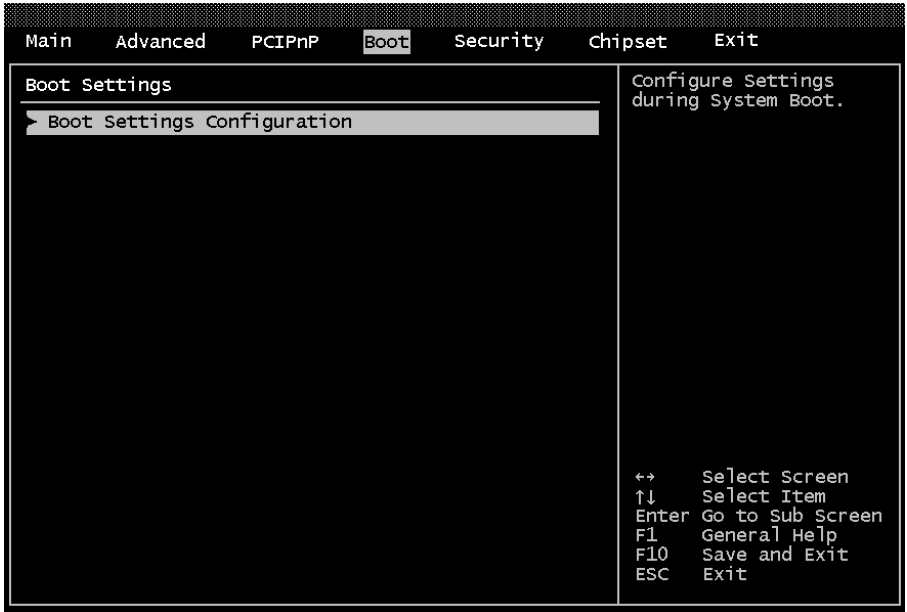 Main Advanced PCIPnP Boot Security Chipset Exit
Boot Settings
➤ Boot Settings Configuration
Configure Settings
during System Boot.
←→ Select Screen
↑↓ Select Item
Enter Go to Sub Screen
F1 General Help
F10 Save and Exit
ESC Exit